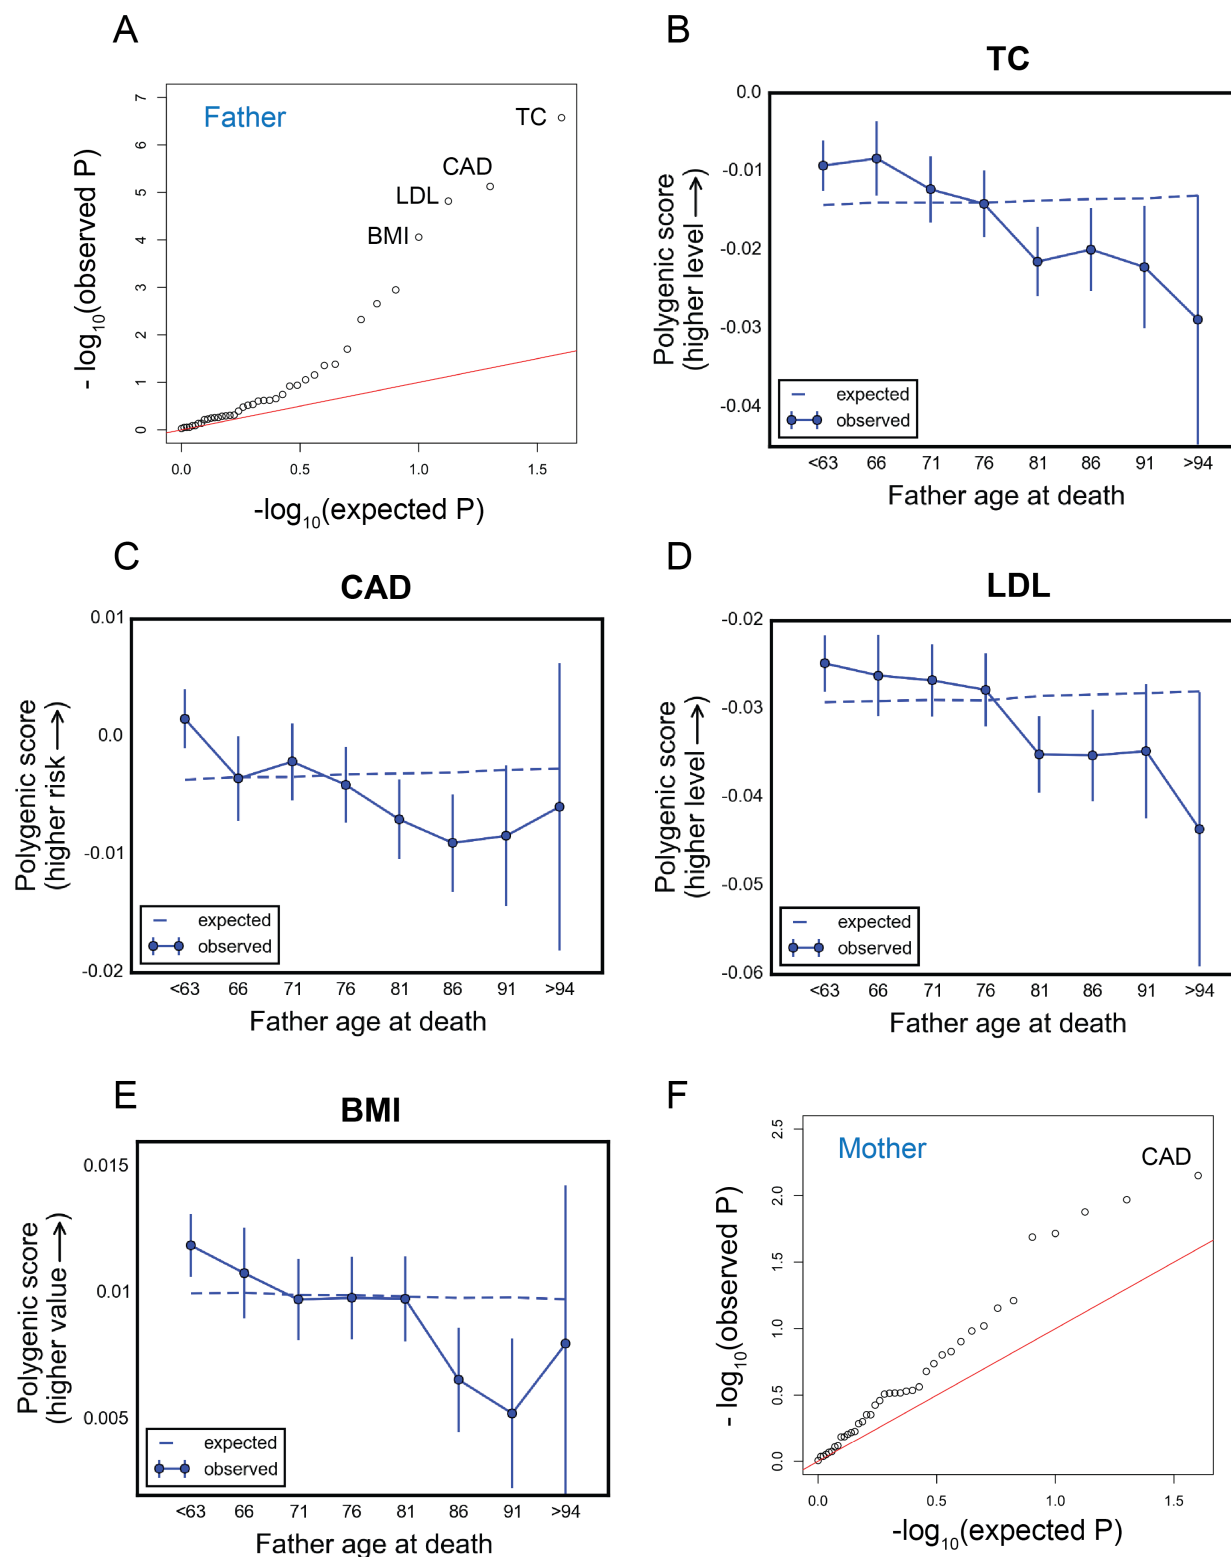 A
Father
TC
CAD
LDL
BMI
- log10(observed P)
7
6
5
4
3
2
1
0
0.0 0.5 1.0 1.5
-log10(expected P)
B
TC
Polygenic score
(higher level ⟶)
0.0
-0.01
-0.02
-0.03
-0.04
expected
observed
<63 66 71 76 81 86 91 >94
Father age at death
C
CAD
Polygenic score
(higher risk ⟶)
0.01
0.0
-0.01
-0.02
expected
observed
<63 66 71 76 81 86 91 >94
Father age at death
D
LDL
Polygenic score
(higher level ⟶)
-0.02
-0.03
-0.04
-0.05
-0.06
expected
observed
<63 66 71 76 81 86 91 >94
Father age at death
E
BMI
Polygenic score
(higher value ⟶)
0.015
0.01
0.005
expected
observed
<63 66 71 76 81 86 91 >94
Father age at death
F
Mother
CAD
- log10(observed P)
2.5
2.0
1.5
1.0
0.5
0.0
0.0 0.5 1.0 1.5
-log10(expected P)